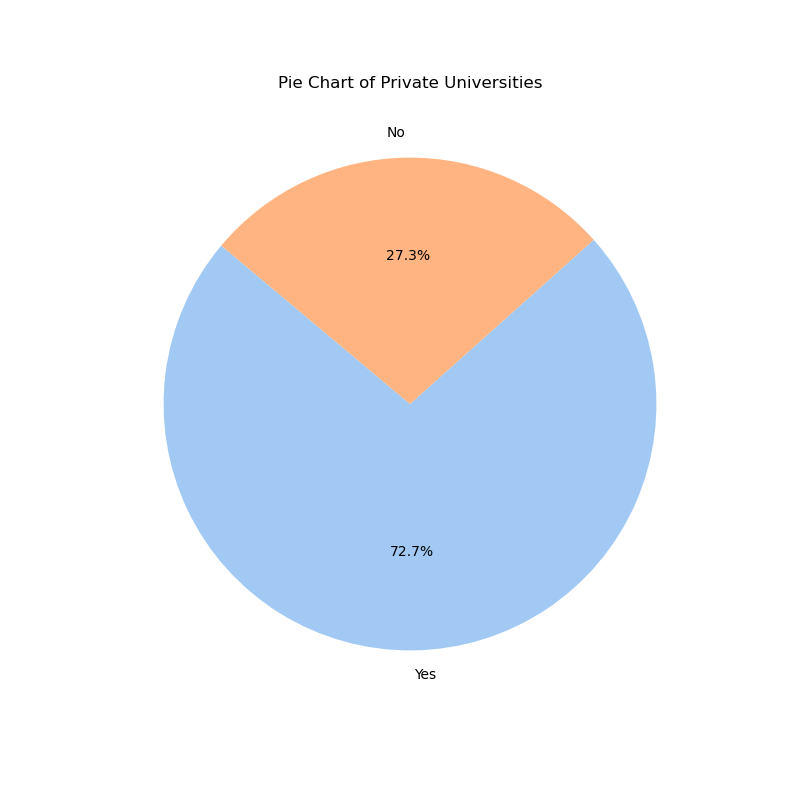 Pie Chart of Private Universities
No
27.3%
72.7%
Yes